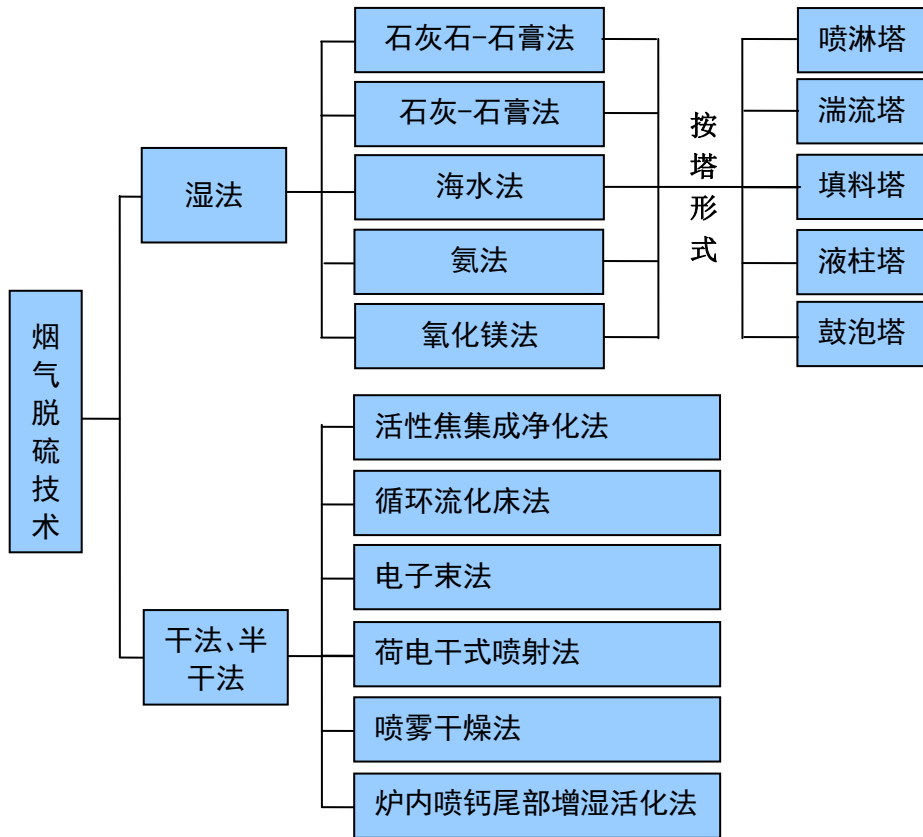 烟气脱硫技术
湿法
石灰石-石膏法
石灰-石膏法
海水法
氨法
氧化镁法
按塔形式
喷淋塔
湍流塔
填料塔
液柱塔
鼓泡塔
干法、半
干法
活性焦集成净化法
循环流化床法
电子束法
荷电干式喷射法
喷雾干燥法
炉内喷钙尾部增湿活化法